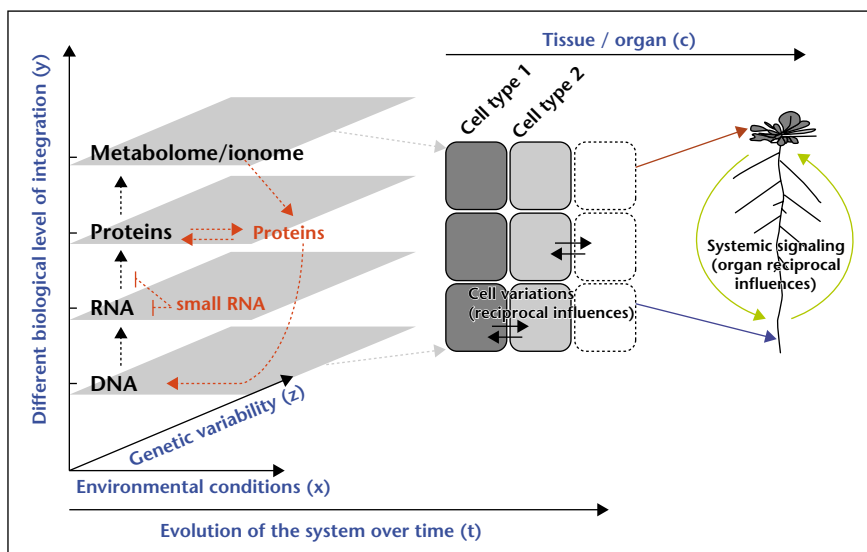 Tissue / organ (c)
Different biological level of integration (y)
Cell type 1
Cell type 2
Metabolome/ionome
Proteins
Proteins
RNA
small RNA
DNA
Genetic variability (z)
Environmental conditions (x)
Evolution of the system over time (t)
Cell variations
(reciprocal influences)
Systemic signaling
(organ reciprocal
influences)